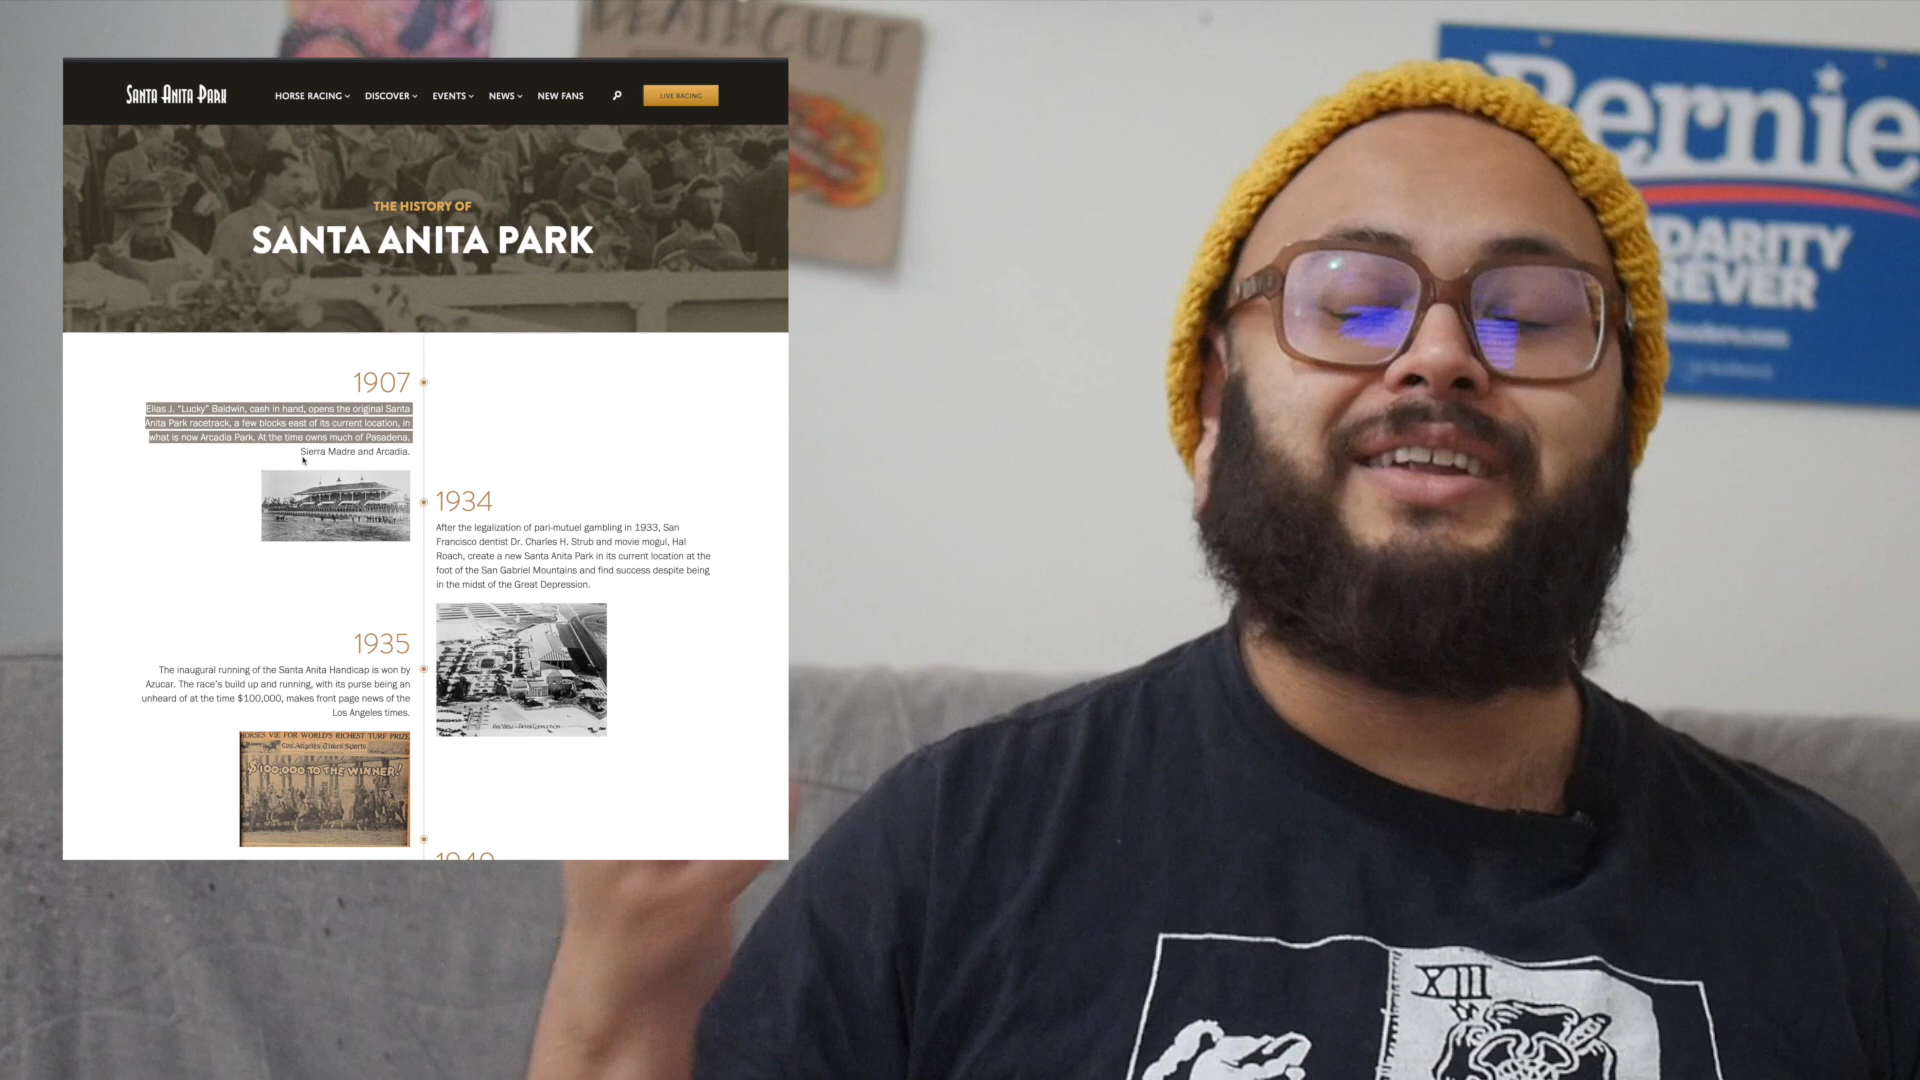 DEATHCULT
SANTA ANITA PARK
HORSE RACING
DISCOVER
EVENTS
NEWS
NEW FANS
LIVE RACING
THE HISTORY OF
SANTA ANITA PARK
1907
Elias J. "Lucky" Baldwin, cash in hand, opens the original Santa
Anita Park racetrack, a few blocks east of its current location, in
what is now Arcadia Park. At the time owns much of Pasadena,
Sierra Madre and Arcadia.
1934
After the legalization of pari-mutuel gambling in 1933, San
Francisco dentist Dr. Charles H. Strub and movie mogul, Hal
Roach, create a new Santa Anita Park in its current location at the
foot of the San Gabriel Mountains and find success despite being
in the midst of the Great Depression.
1935
The inaugural running of the Santa Anita Handicap is won by
Azucar. The race's build up and running, with its purse being an
unheard of at the time $100,000, makes front page news of the
Los Angeles times.
HORSES VIE FOR WORLD'S RICHEST TURF PRIZE
Los Angeles Times Sports
$100,000 TO THE WINNER!
1940
Bernie
DARITY
REVER
XIII